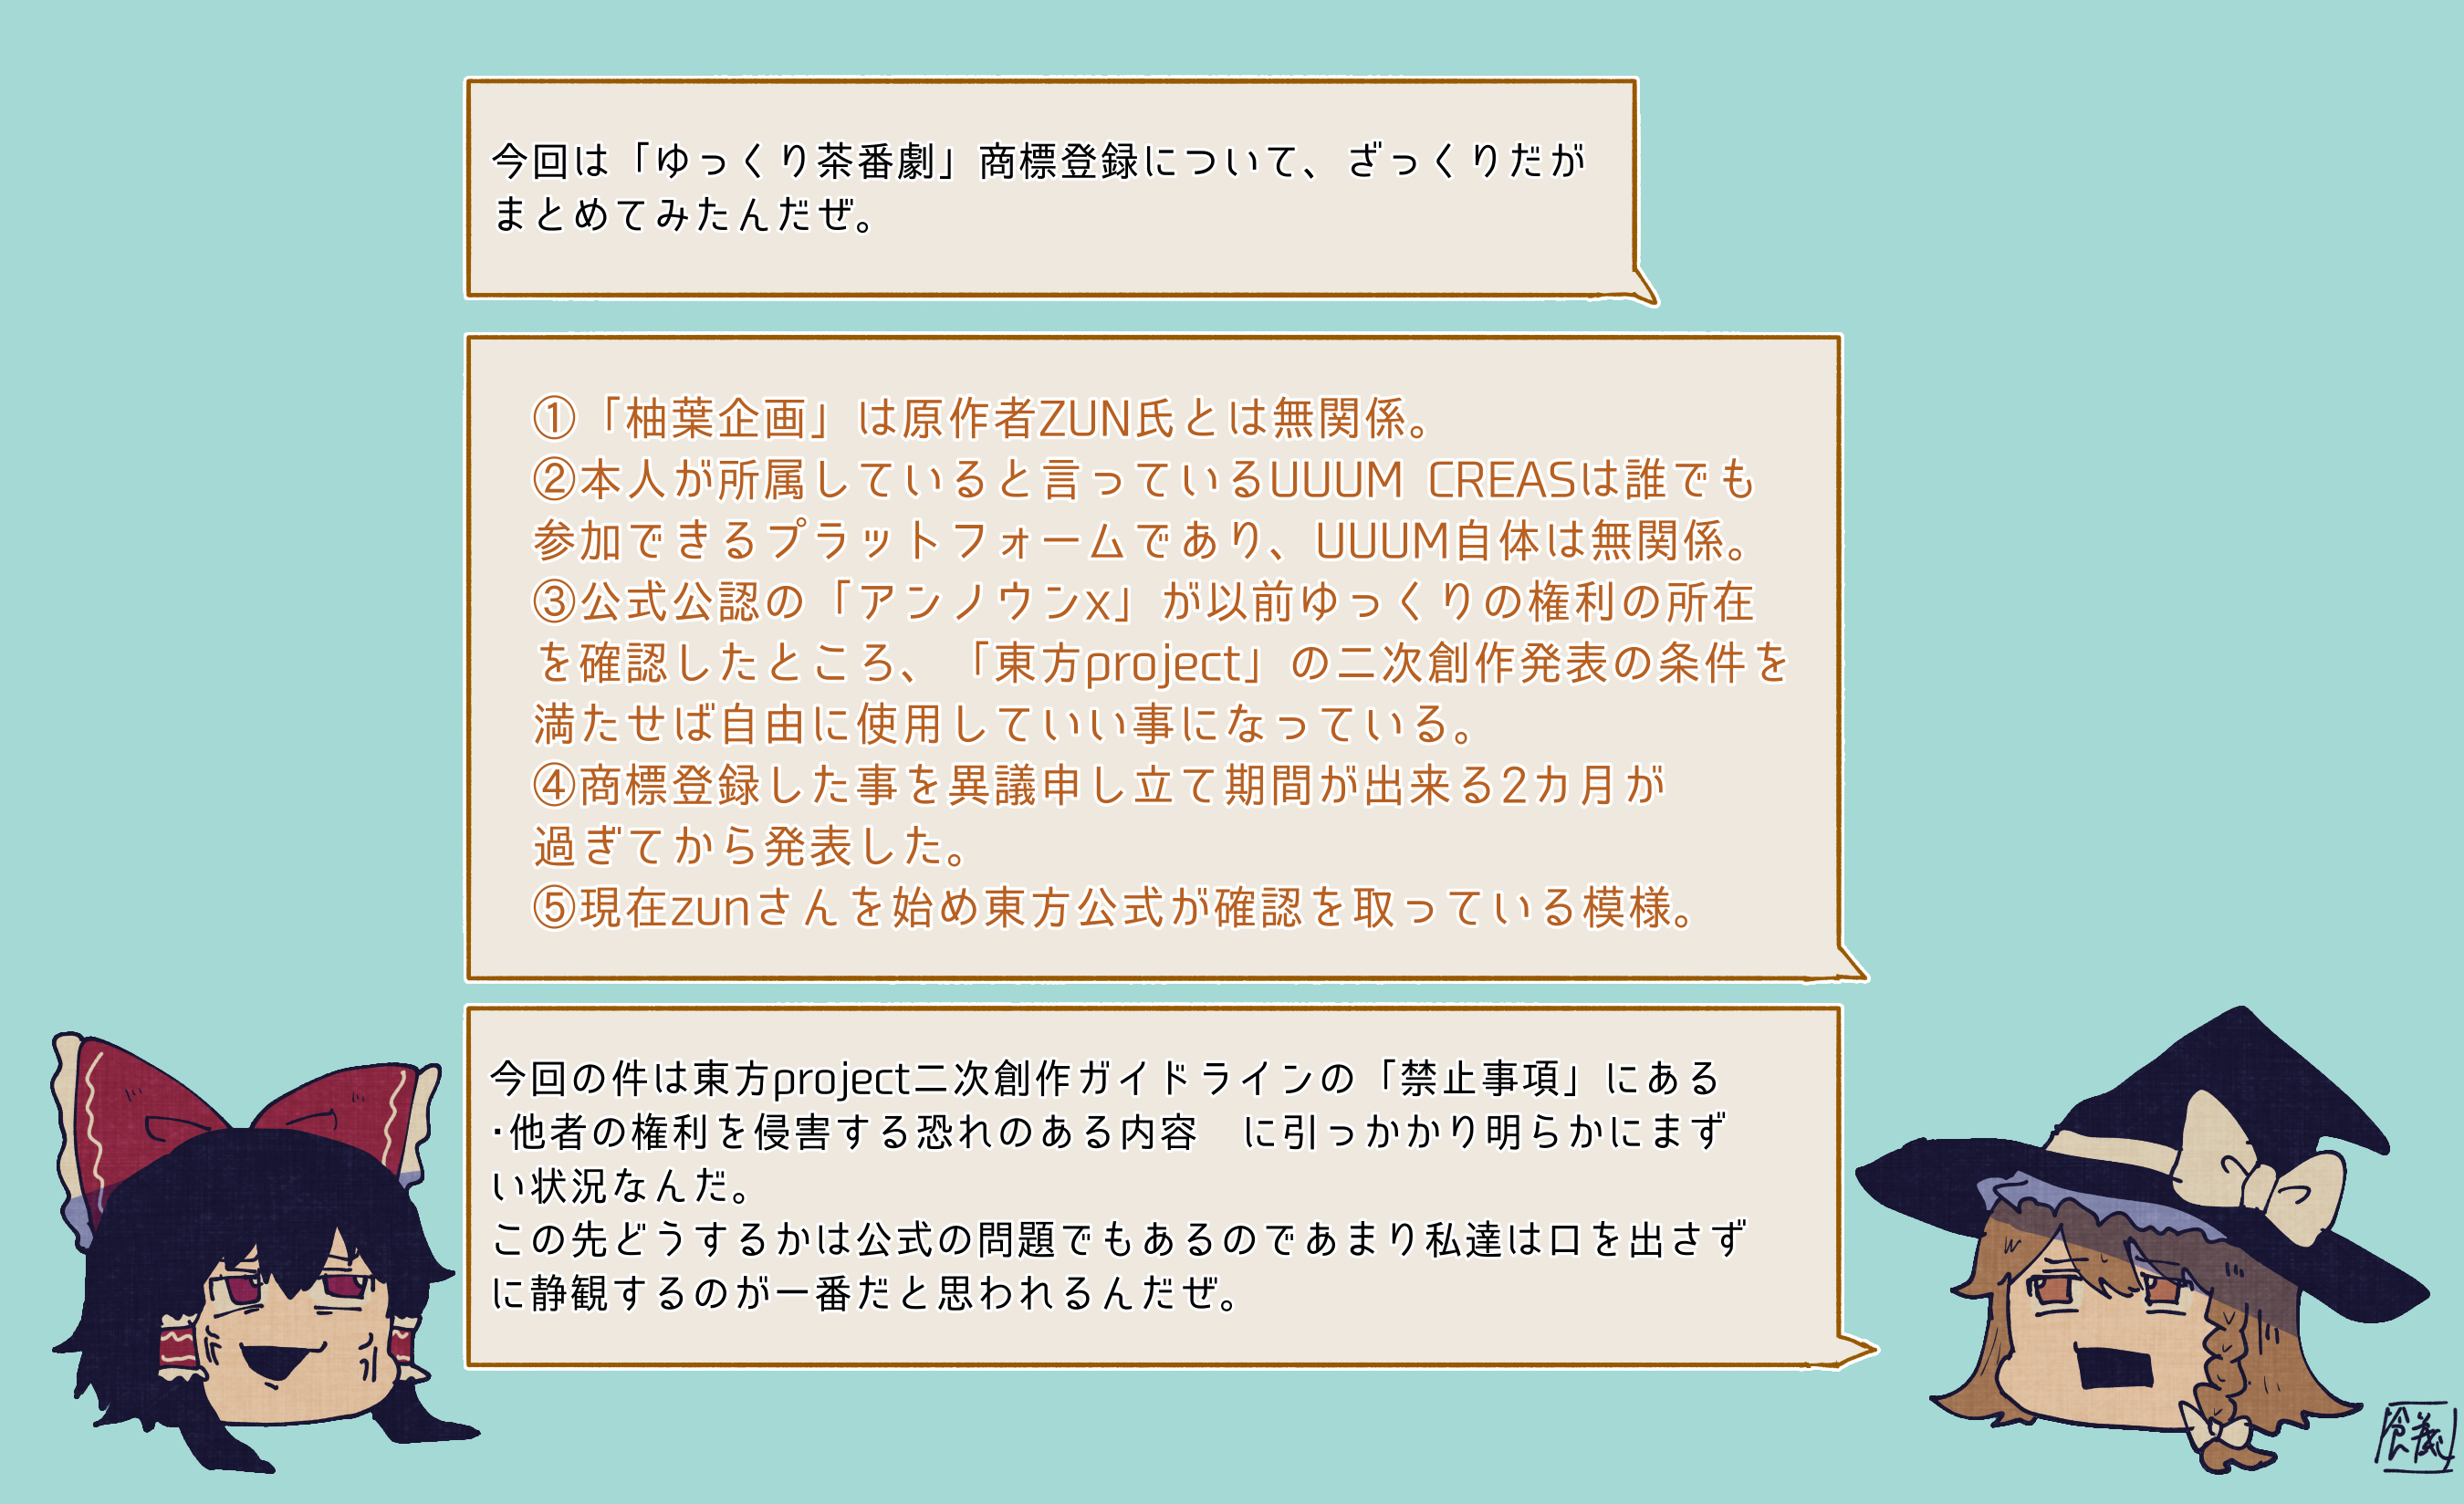 今回は「ゆっくり茶番劇」商標登録について、ざっくりだが
まとめてみたんだぜ。
①「柚葉企画」は原作者ZUN氏とは無関係。
②本人が所属していると言っているUUUM CREASは誰でも
参加できるプラットフォームであり、UUUM自体は無関係。
③公式公認の「アンノウンx」が以前ゆっくりの権利の所在
を確認したところ、「東方project」の二次創作発表の条件を
満たせば自由に使用していい事になっている。
④商標登録した事を異議申し立て期間が出来る2カ月が
過ぎてから発表した。
⑤現在zunさんを始め東方公式が確認を取っている模様。
今回の件は東方project二次創作ガイドラインの「禁止事項」にある
・他者の権利を侵害する恐れのある内容　に引っかかり明らかにまず
い状況なんだ。
この先どうするかは公式の問題でもあるのであまり私達は口を出さず
に静観するのが一番だと思われるんだぜ。